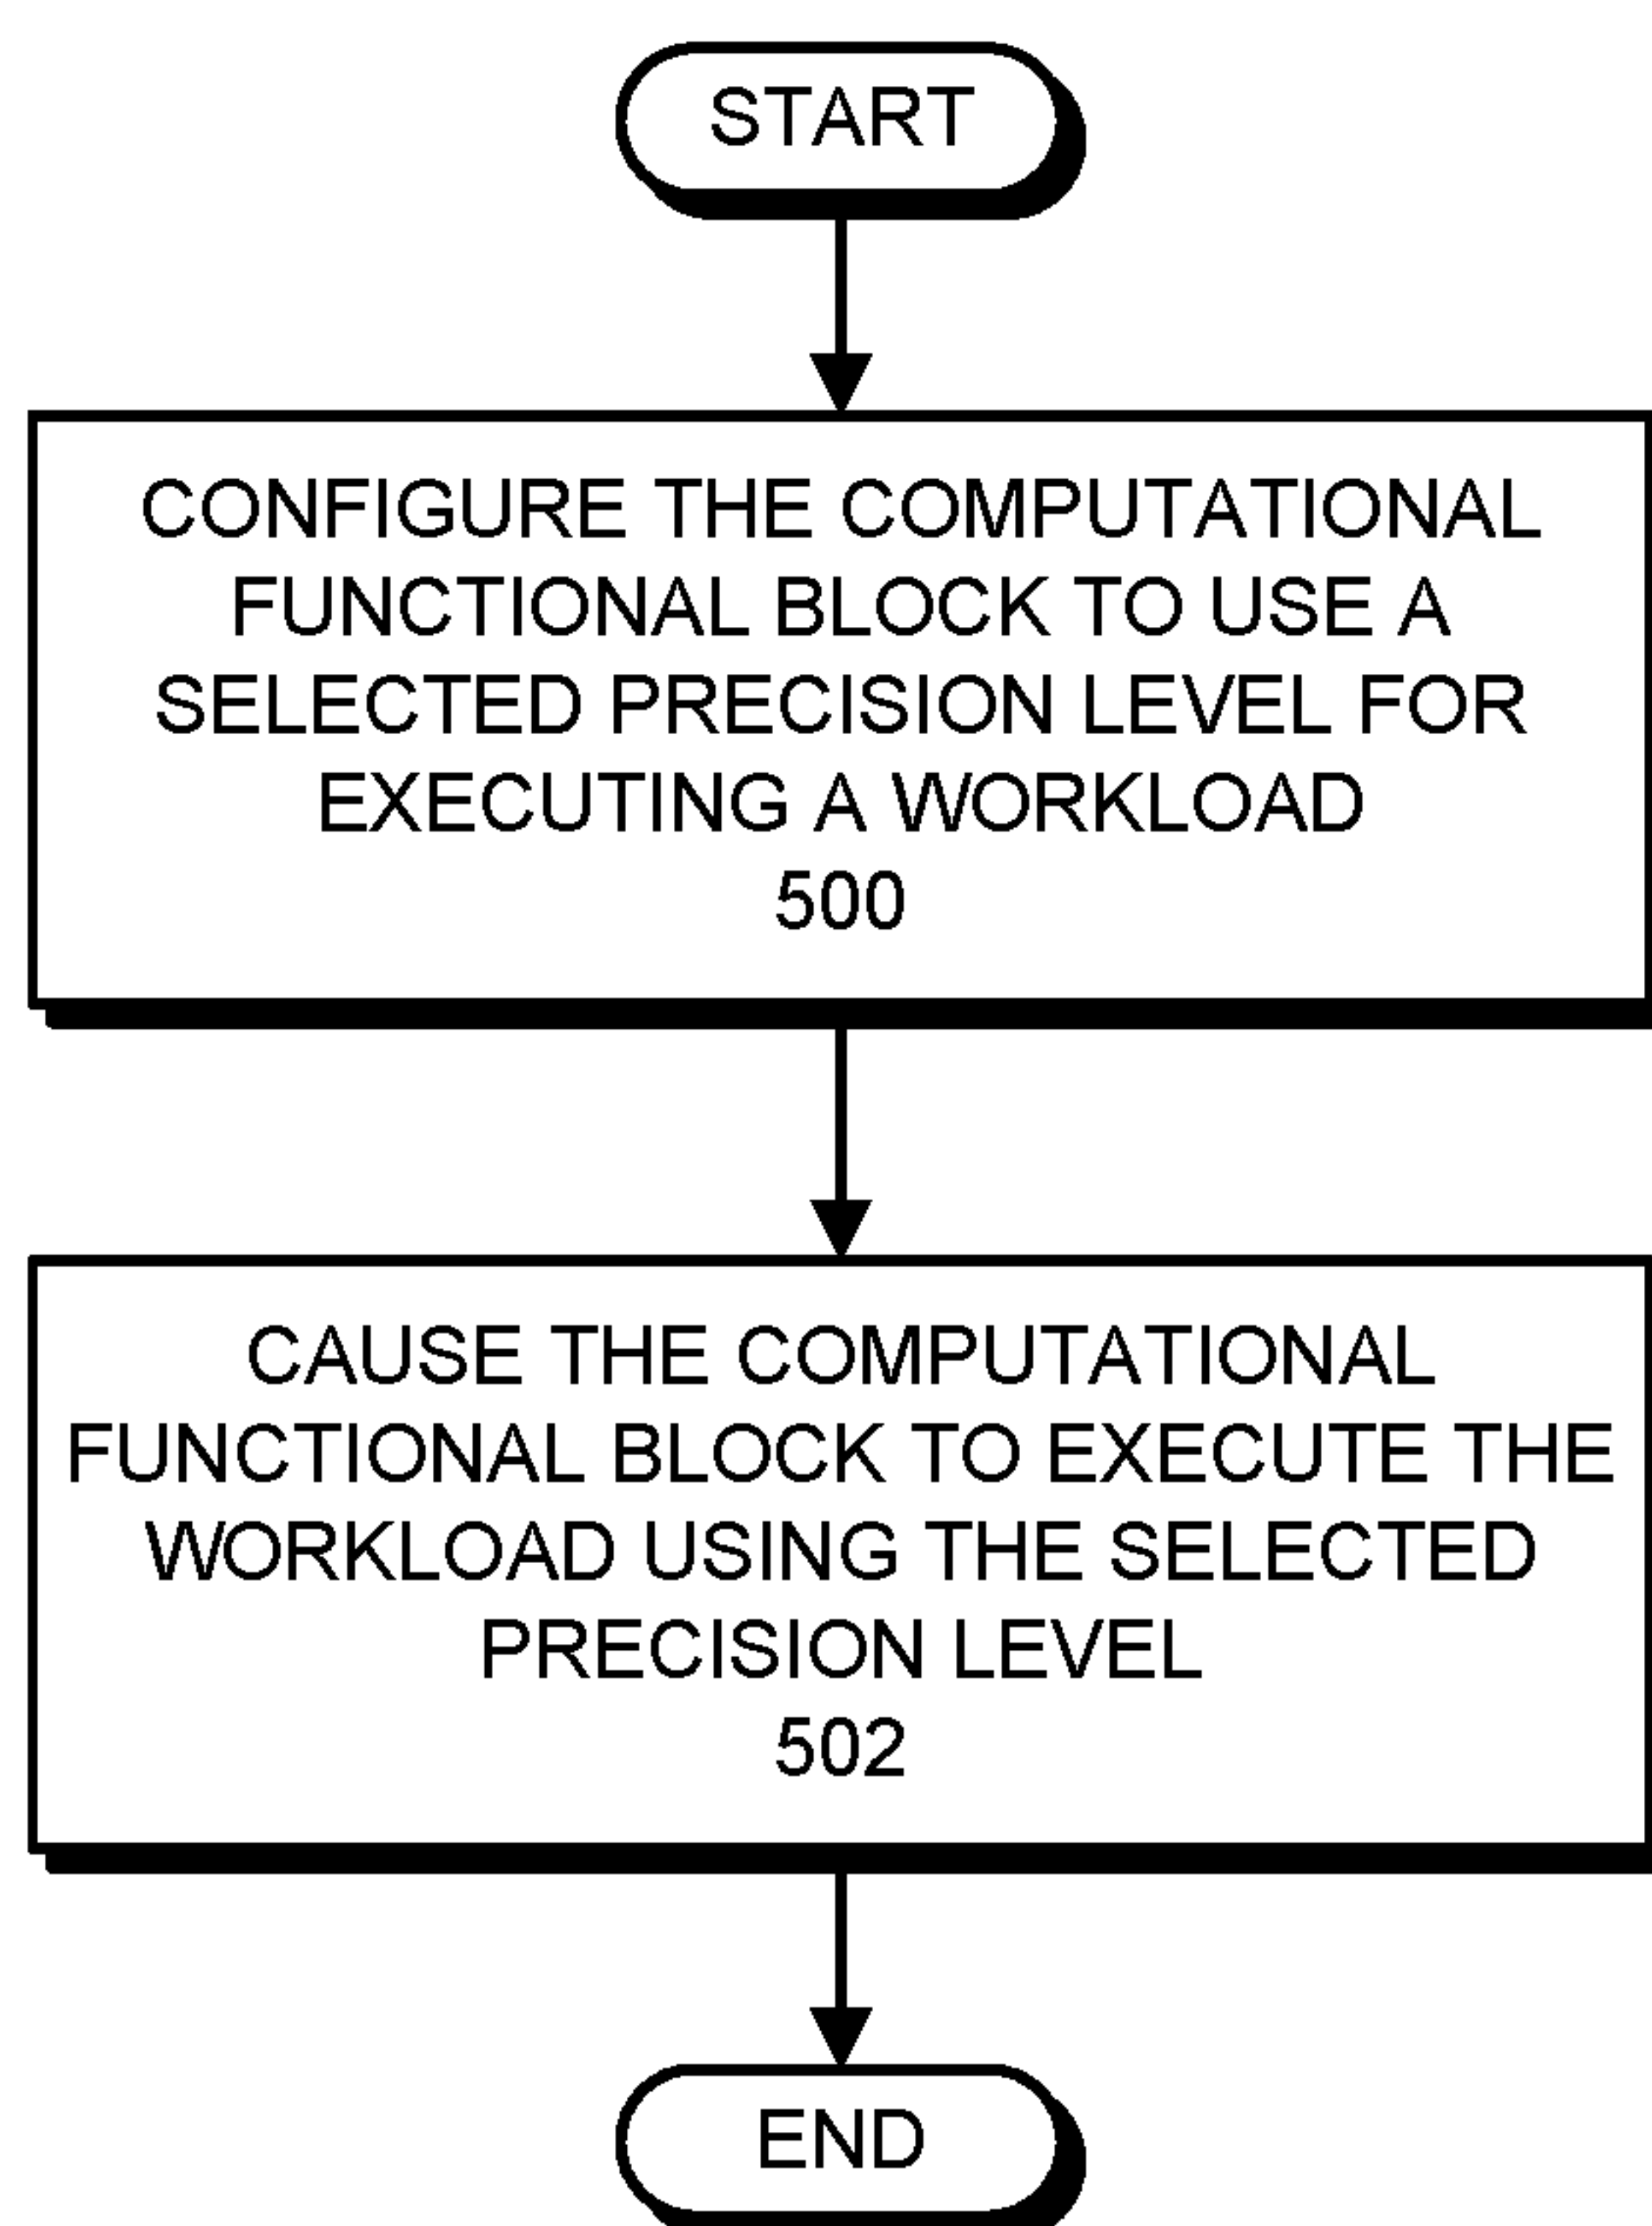 START
CONFIGURE THE COMPUTATIONAL
FUNCTIONAL BLOCK TO USE A
SELECTED PRECISION LEVEL FOR
EXECUTING A WORKLOAD
500
CAUSE THE COMPUTATIONAL
FUNCTIONAL BLOCK TO EXECUTE THE
WORKLOAD USING THE SELECTED
PRECISION LEVEL
502
END